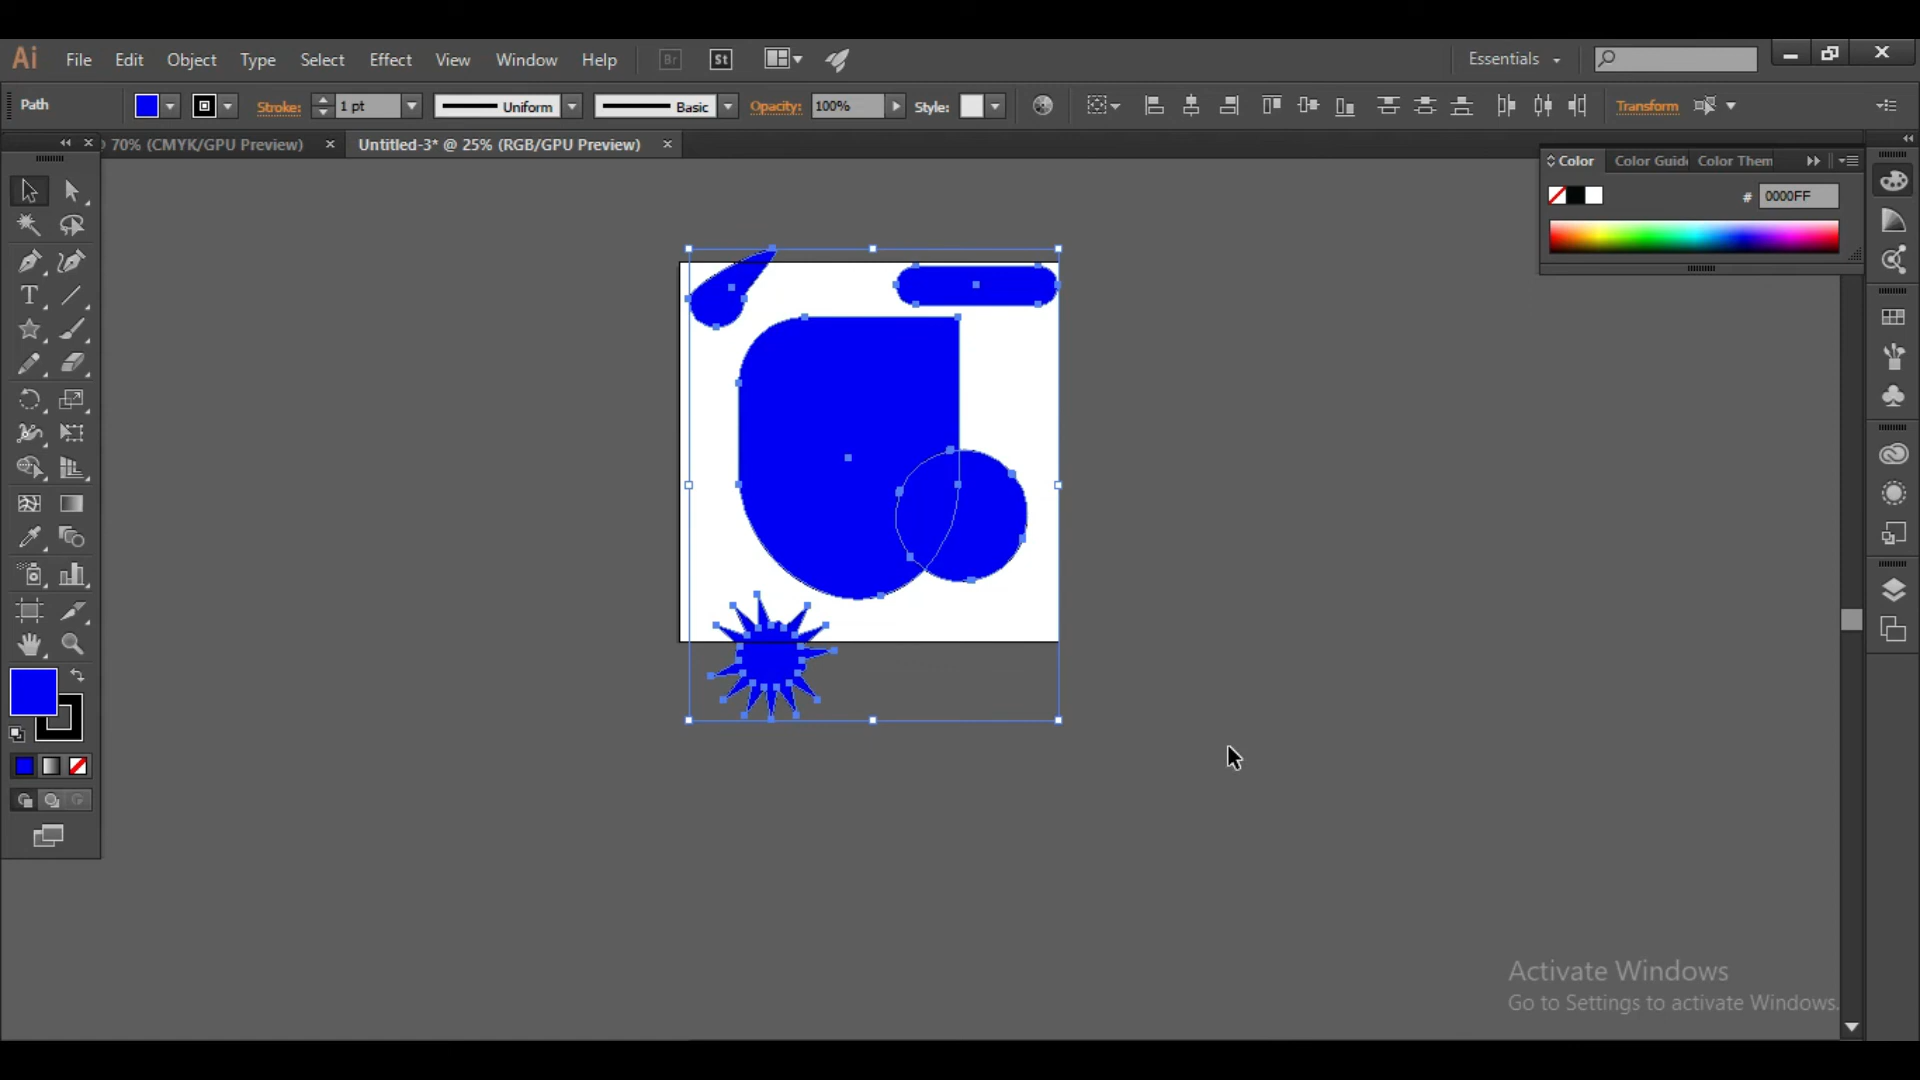 Ai File Edit Object Type Select Effect View Window Help Br St Essentials
Path Stroke: 1 pt Uniform Basic Opacity: 100% Style: Transform
70% (CMYK/GPU Preview) × Untitled-3* @ 25% (RGB/GPU Preview) ×
Color Color Guid Color Them
# 0000FF
T
Activate Windows
Go to Settings to activate Windows.